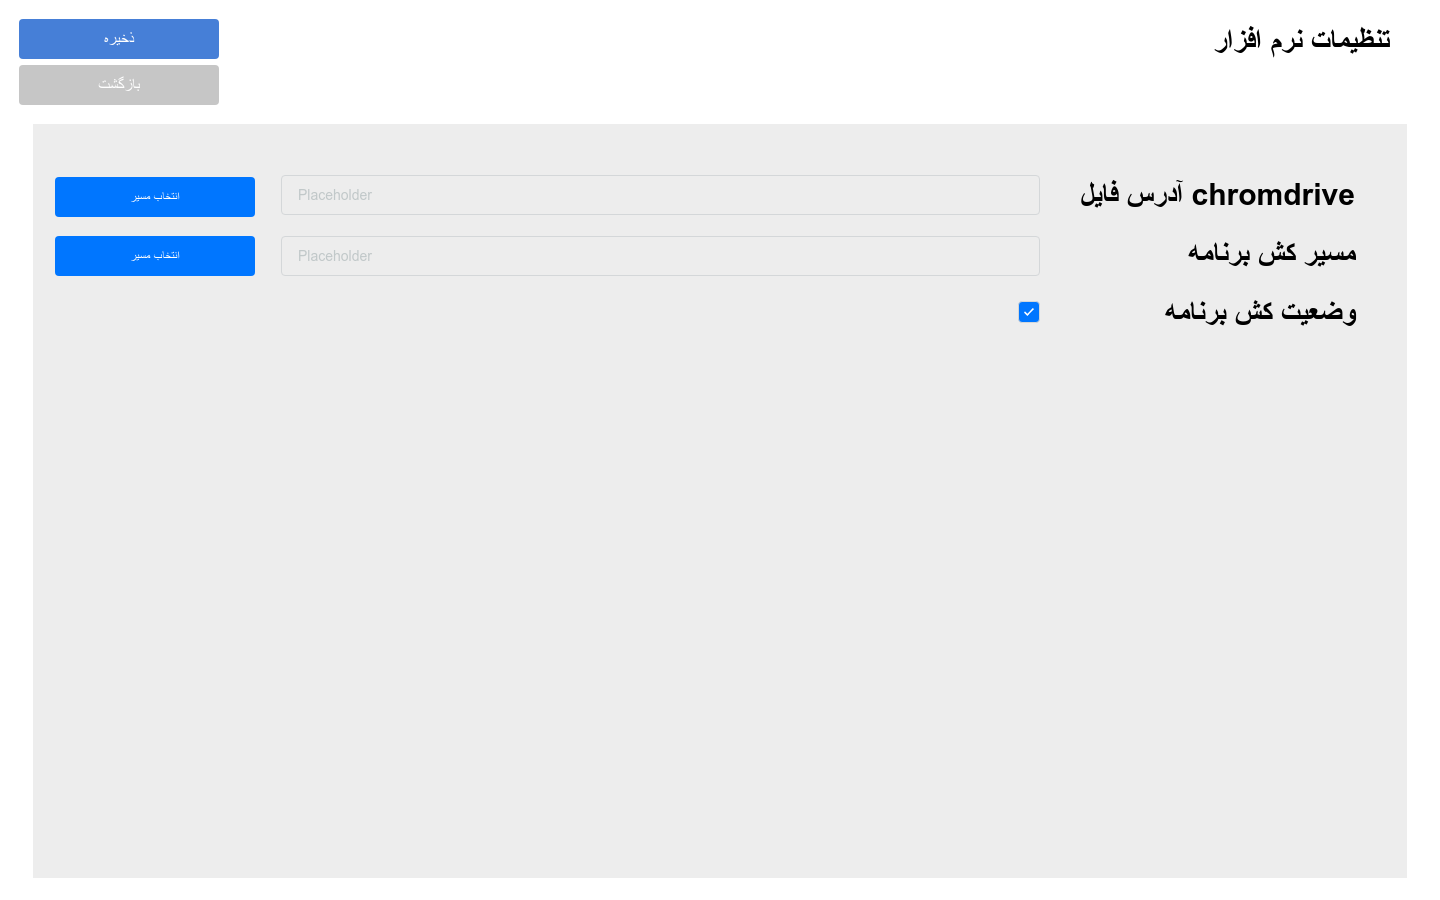 تنظیمات نرم افزار
ذخیره
بازگشت
آدرس فایل chromdrive
Placeholder
انتخاب مسیر
مسیر کش برنامه
Placeholder
انتخاب مسیر
وضعیت کش برنامه